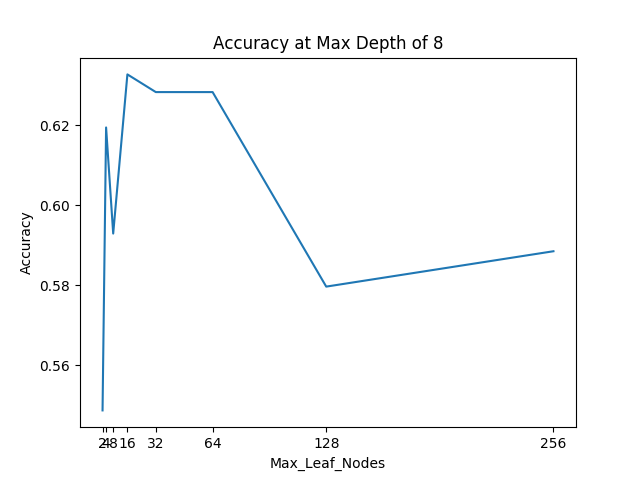 Accuracy at Max Depth of 8
Accuracy
0.62
0.60
0.58
0.56
2 4 8 16 32 64 128 256
Max_Leaf_Nodes